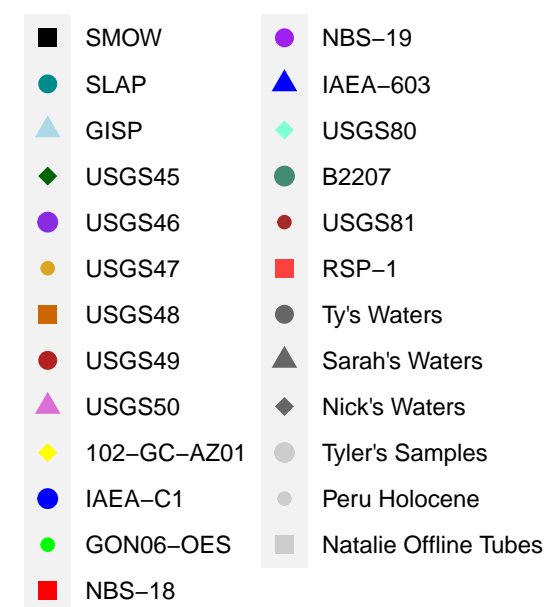 SMOW
SLAP
GISP
USGS45
USGS46
USGS47
USGS48
USGS49
USGS50
102−GC−AZ01
IAEA−C1
GON06−OES
NBS−18
NBS−19
IAEA−603
USGS80
B2207
USGS81
RSP−1
Ty's Waters
Sarah's Waters
Nick's Waters
Tyler's Samples
Peru Holocene
Natalie Offline Tubes